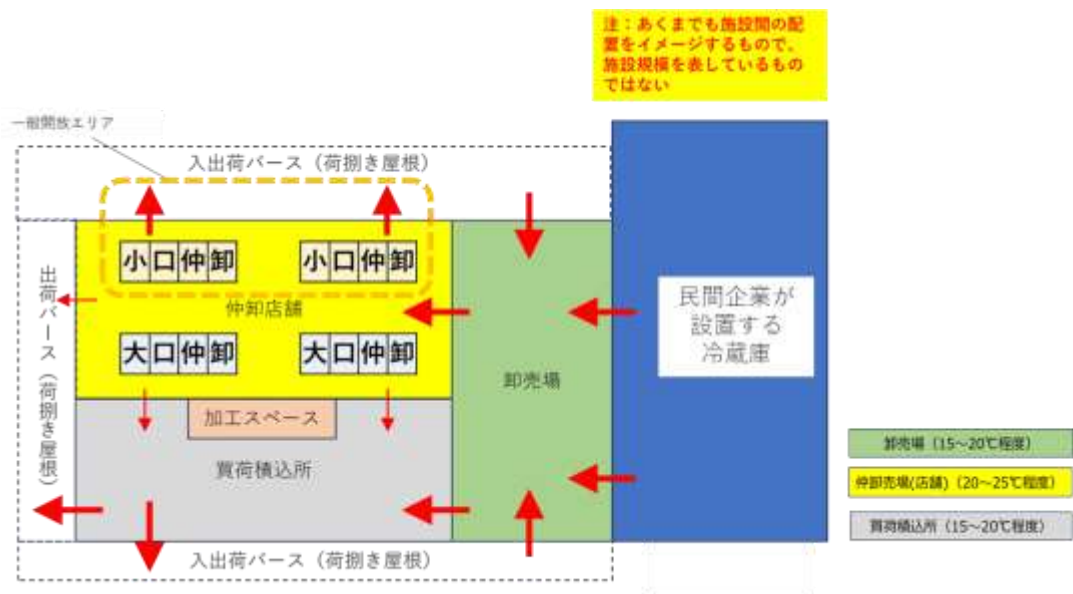 注：あくまでも施設間の配
置をイメージするもので、
施設規模を表しているもの
ではない
一般開放エリア
入出荷バース（荷捌き屋根）
小口仲卸
小口仲卸
仲卸店舗
大口仲卸
大口仲卸
出荷バース（荷捌き屋根）
加工スペース
買荷積込所
卸売場
民間企業が
設置する
冷蔵庫
入出荷バース（荷捌き屋根）
卸売場（15～20℃程度）
仲卸売場(店舗)（20～25℃程度）
買荷積込所（15～20℃程度）